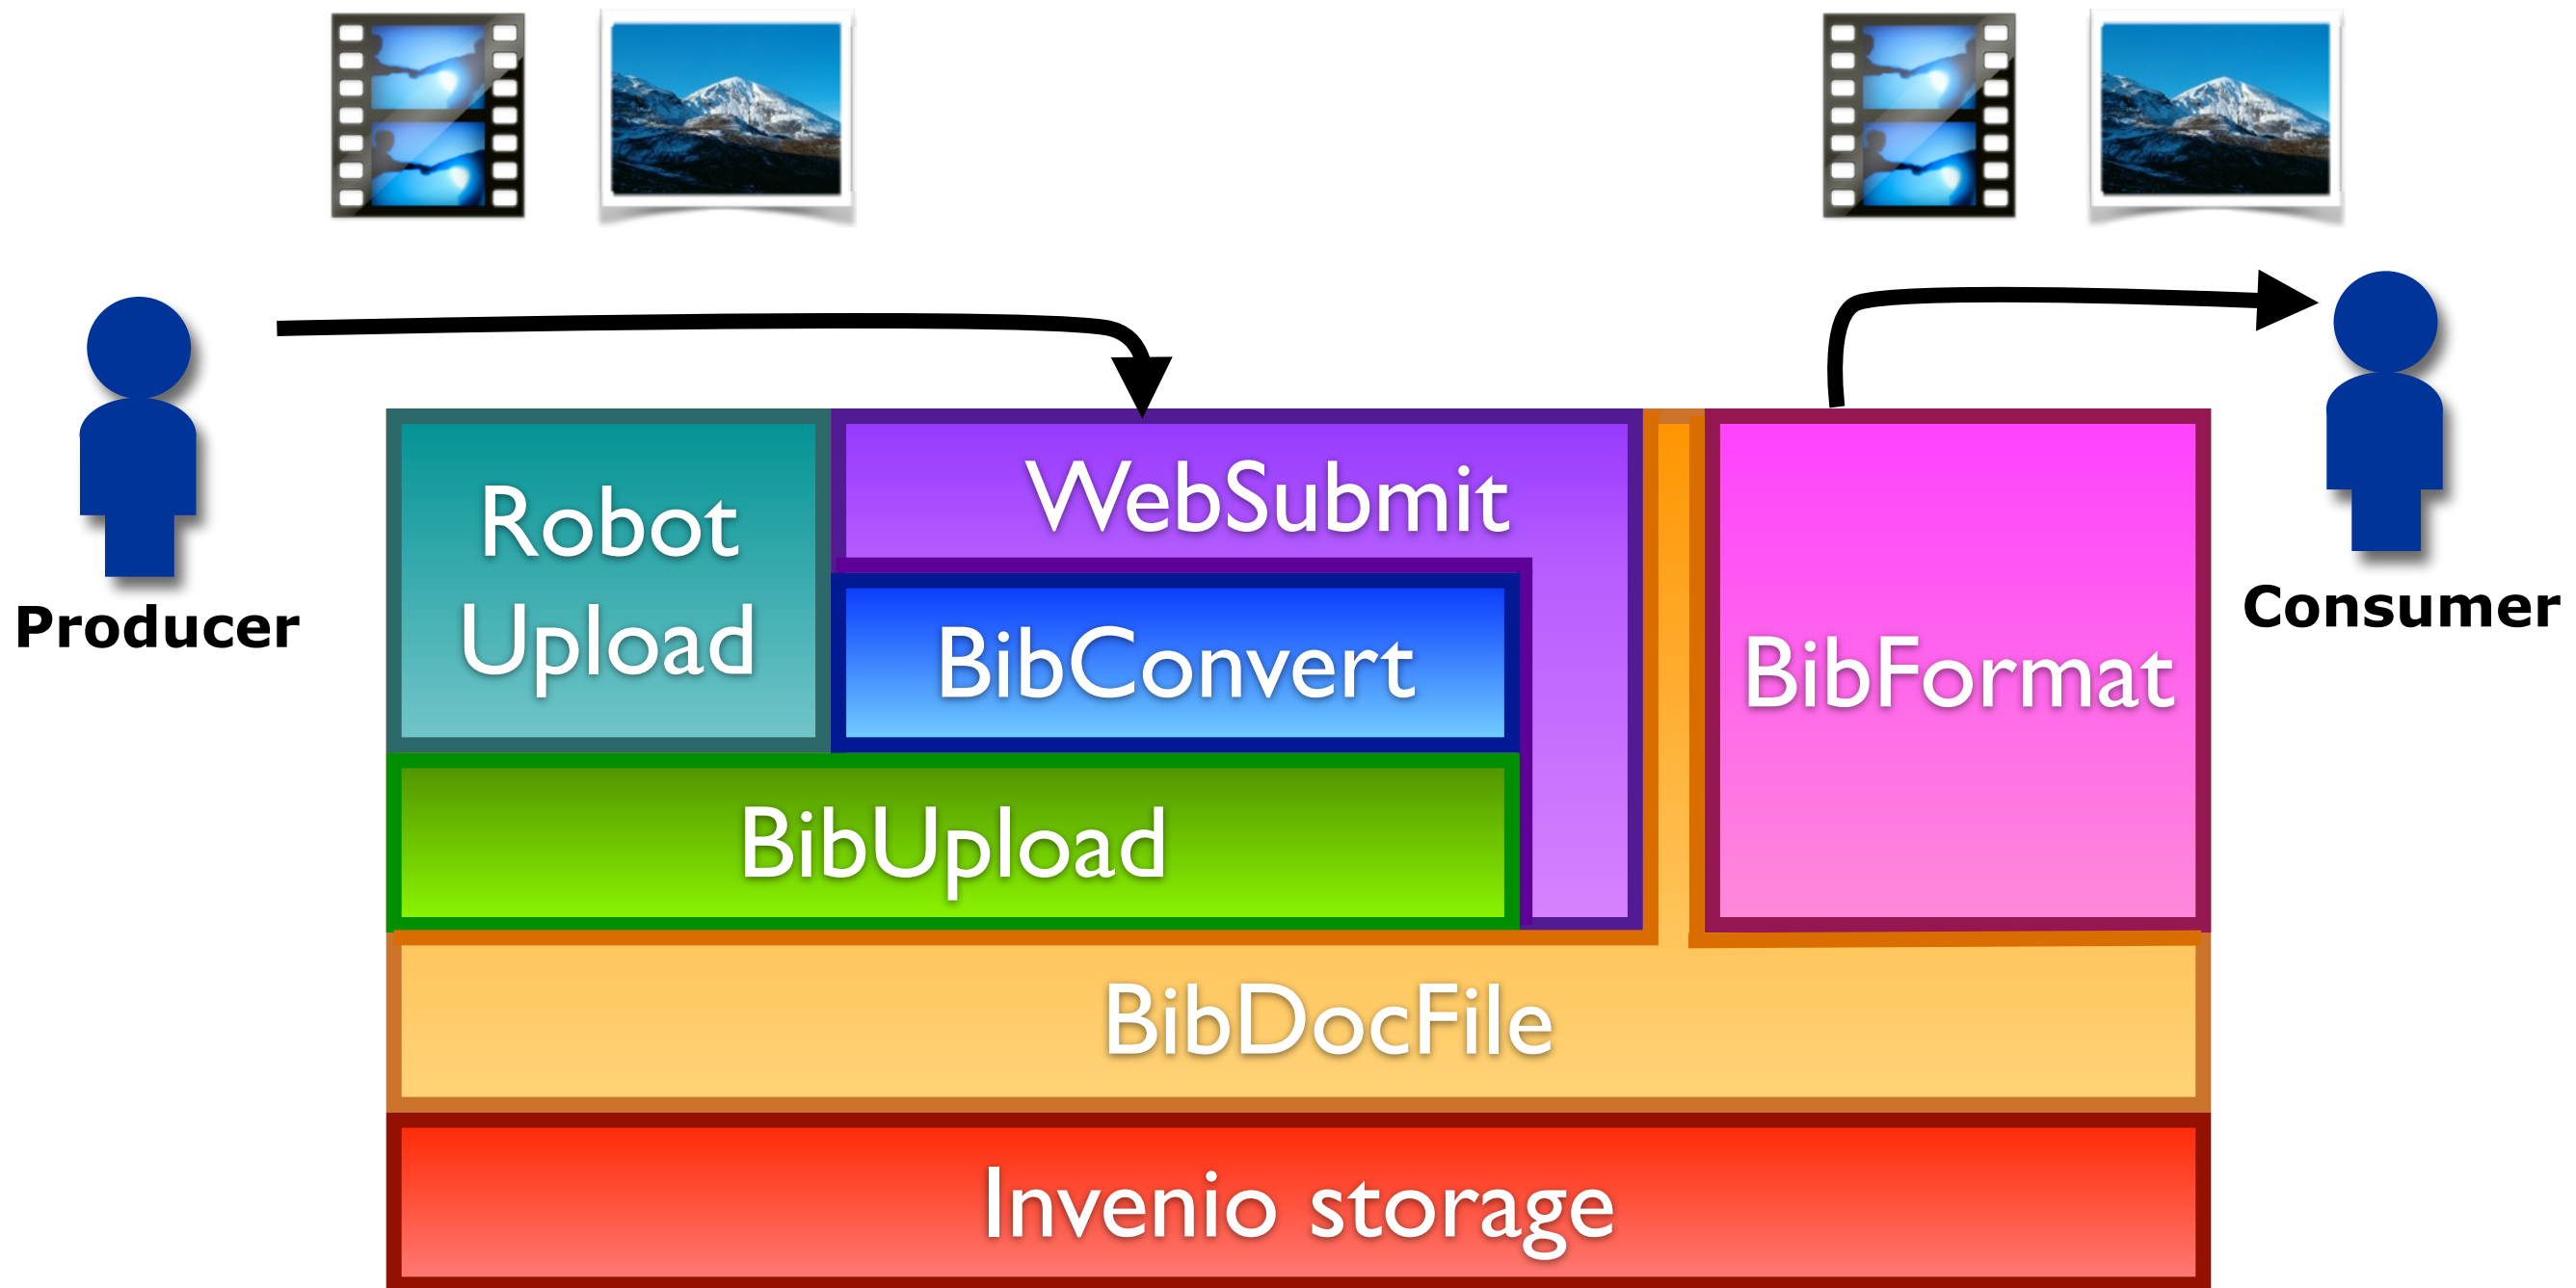 Robot
Upload
WebSubmit
BibConvert
BibFormat
Producer
Consumer
BibUpload
BibDocFile
Invenio storage